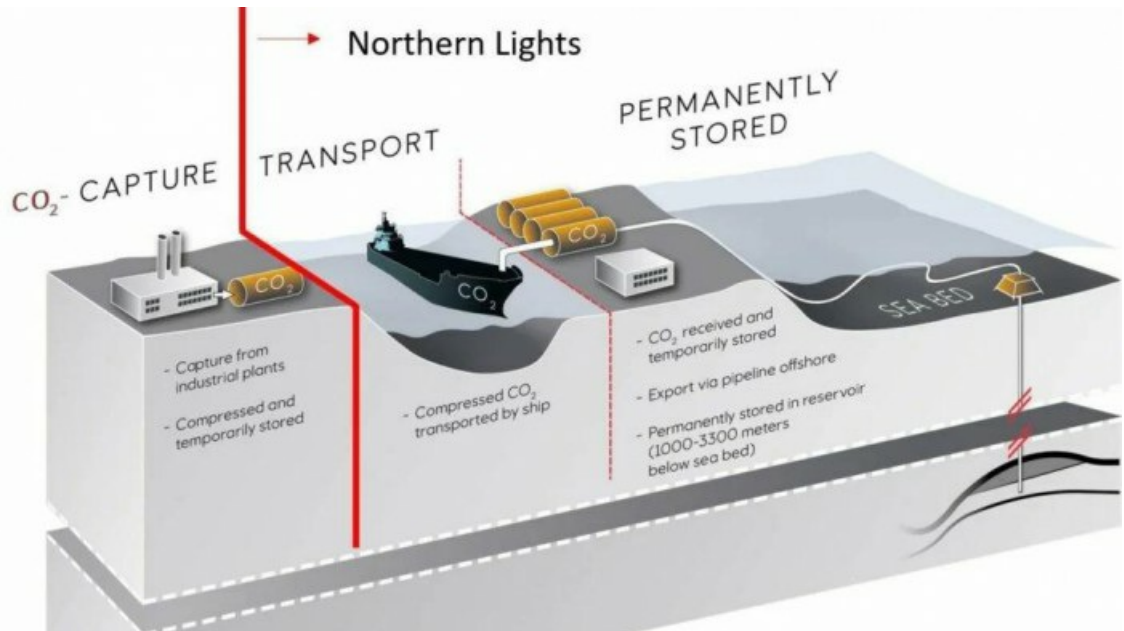 Northern Lights
CO₂- CAPTURE
TRANSPORT
PERMANENTLY
STORED
CO₂
CO₂
CO₂
SEA BED
- Capture from
industrial plants
- Compressed and
temporarily stored
- Compressed CO₂
transported by ship
- CO₂ received and
temporarily stored
- Export via pipeline offshore
- Permanently stored in reservoir
(1000-3300 meters
below sea bed)